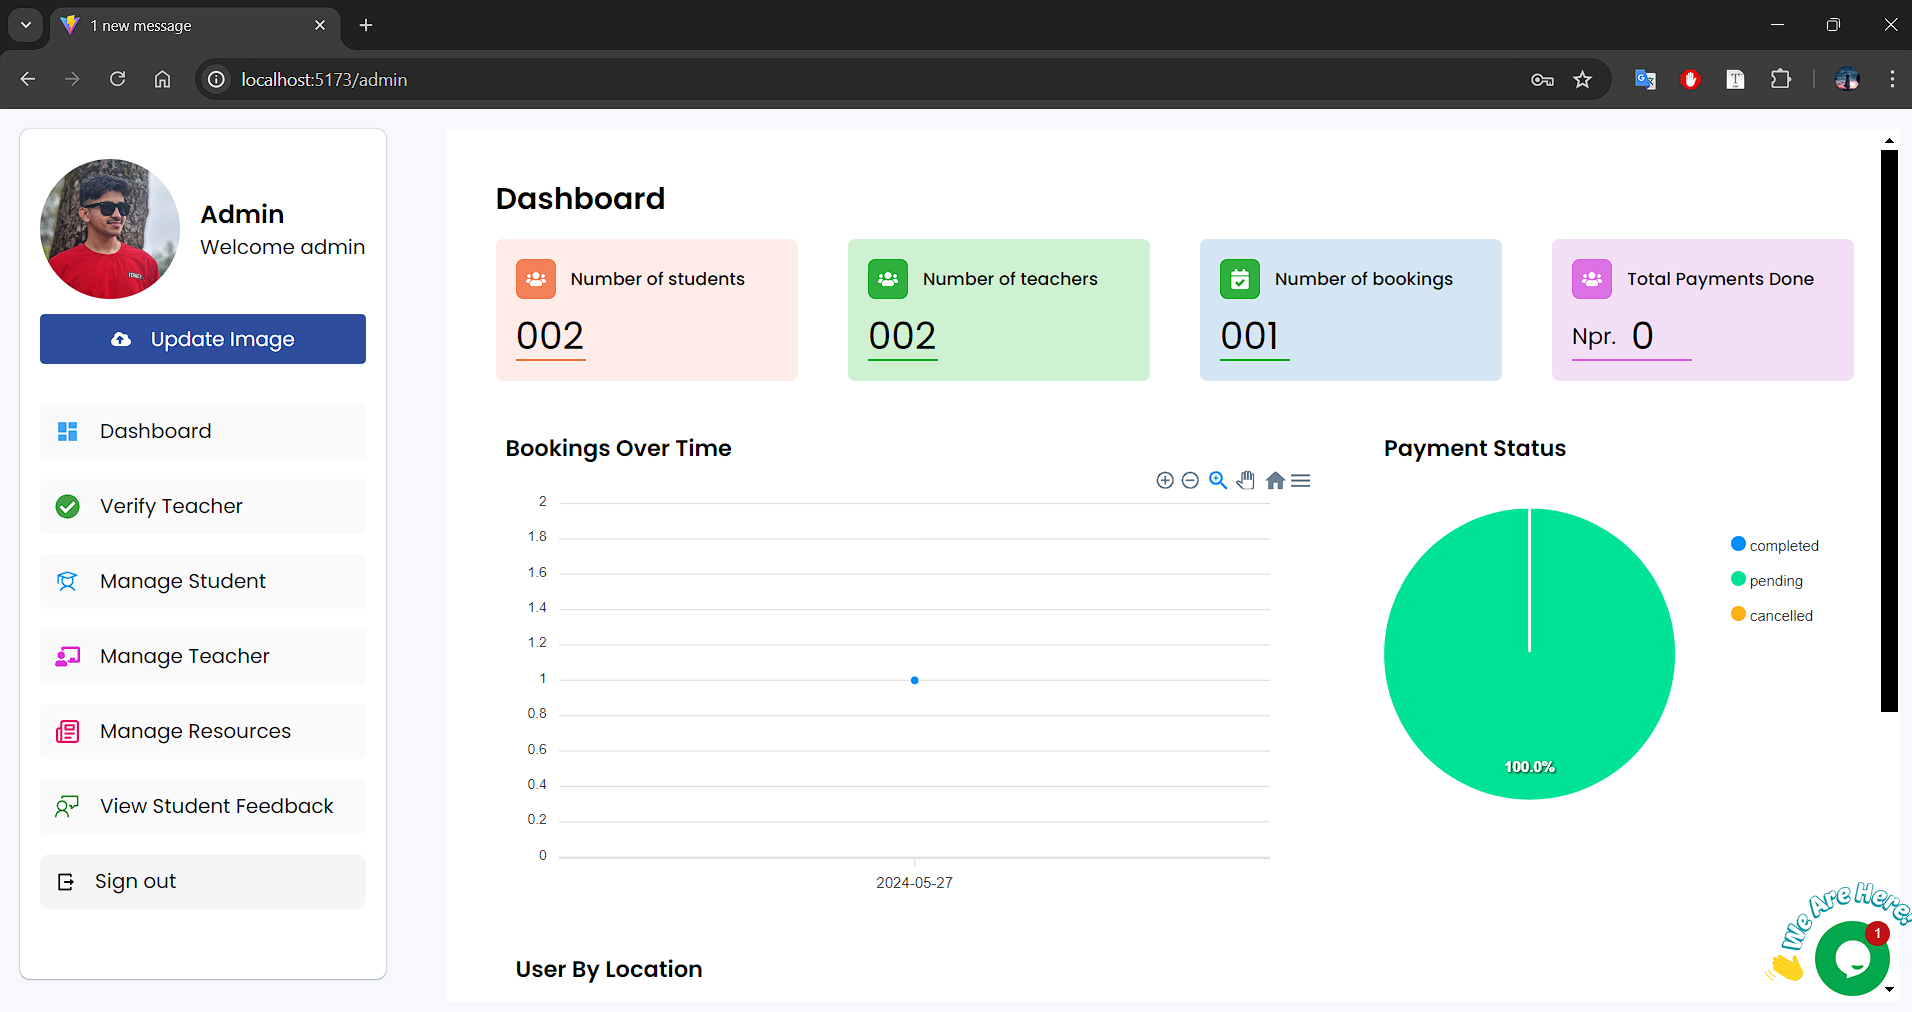 1 new message
localhost:5173/admin
Admin
Welcome admin
Update Image
Dashboard
Verify Teacher
Manage Student
Manage Teacher
Manage Resources
View Student Feedback
Sign out
Dashboard
Number of students
002
Number of teachers
002
Number of bookings
001
Total Payments Done
Npr. 0
Bookings Over Time
2
1.8
1.6
1.4
1.2
1
0.8
0.6
0.4
0.2
0
2024-05-27
Payment Status
100.0%
completed
pending
cancelled
User By Location
We Are Here!
1